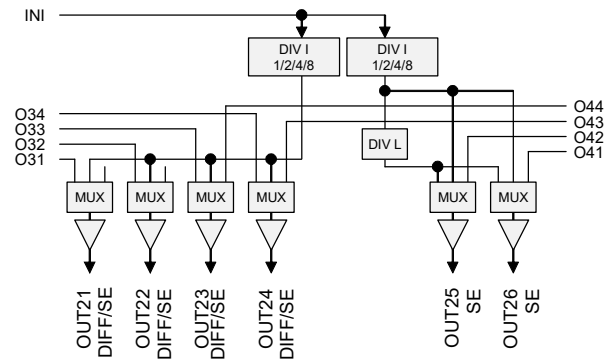 INI
DIV I
1/2/4/8
DIV I
1/2/4/8
O34
O33
O32
O31
O44
O43
O42
O41
DIV L
MUX
MUX
MUX
MUX
MUX
MUX
OUT21
DIFF/SE
OUT22
DIFF/SE
OUT23
DIFF/SE
OUT24
DIFF/SE
OUT25
SE
OUT26
SE